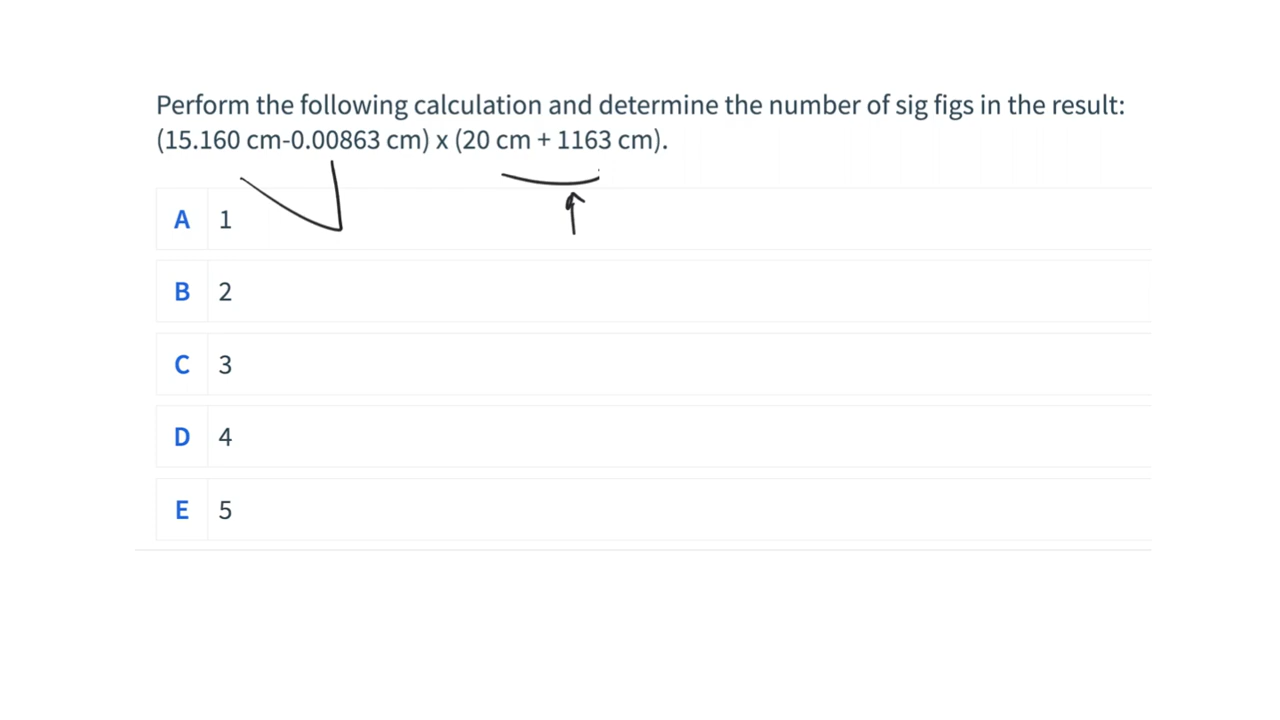 Perform the following calculation and determine the number of sig figs in the result:
(15.160 cm-0.00863 cm) x (20 cm + 1163 cm).
A 1
B 2
C 3
D 4
E 5